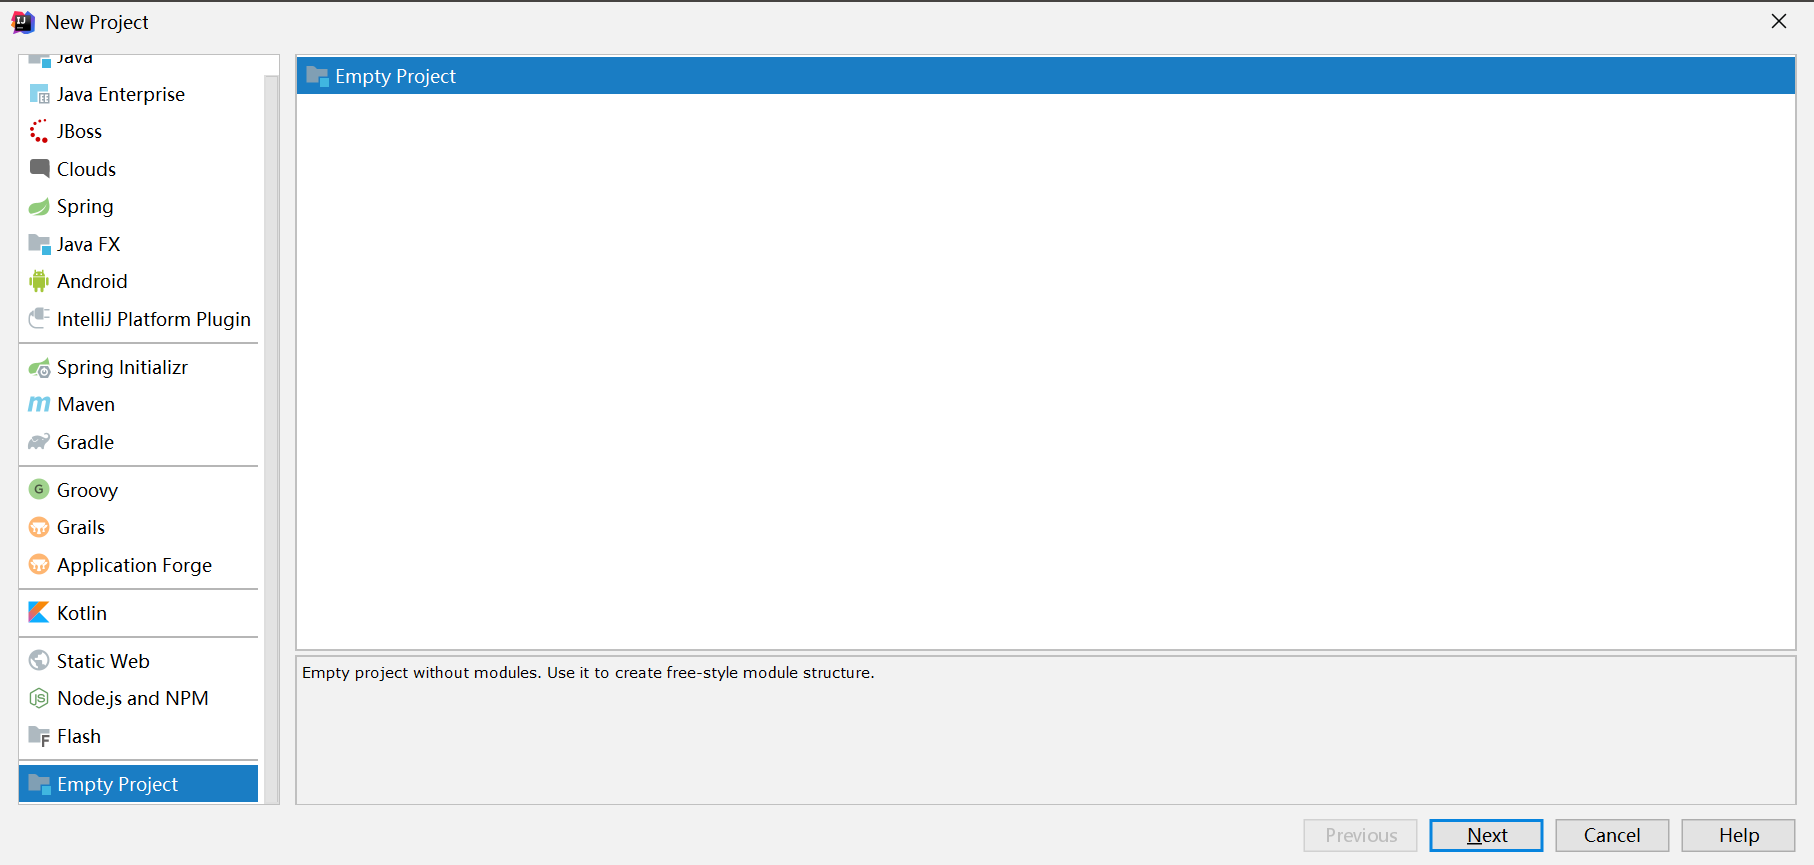 New Project
Java
Java Enterprise
JBoss
Clouds
Spring
Java FX
Android
IntelliJ Platform Plugin
Spring Initializr
Maven
Gradle
Groovy
Grails
Application Forge
Kotlin
Static Web
Node.js and NPM
Flash
Empty Project
Empty Project
Empty project without modules. Use it to create free-style module structure.
Previous
Next
Cancel
Help